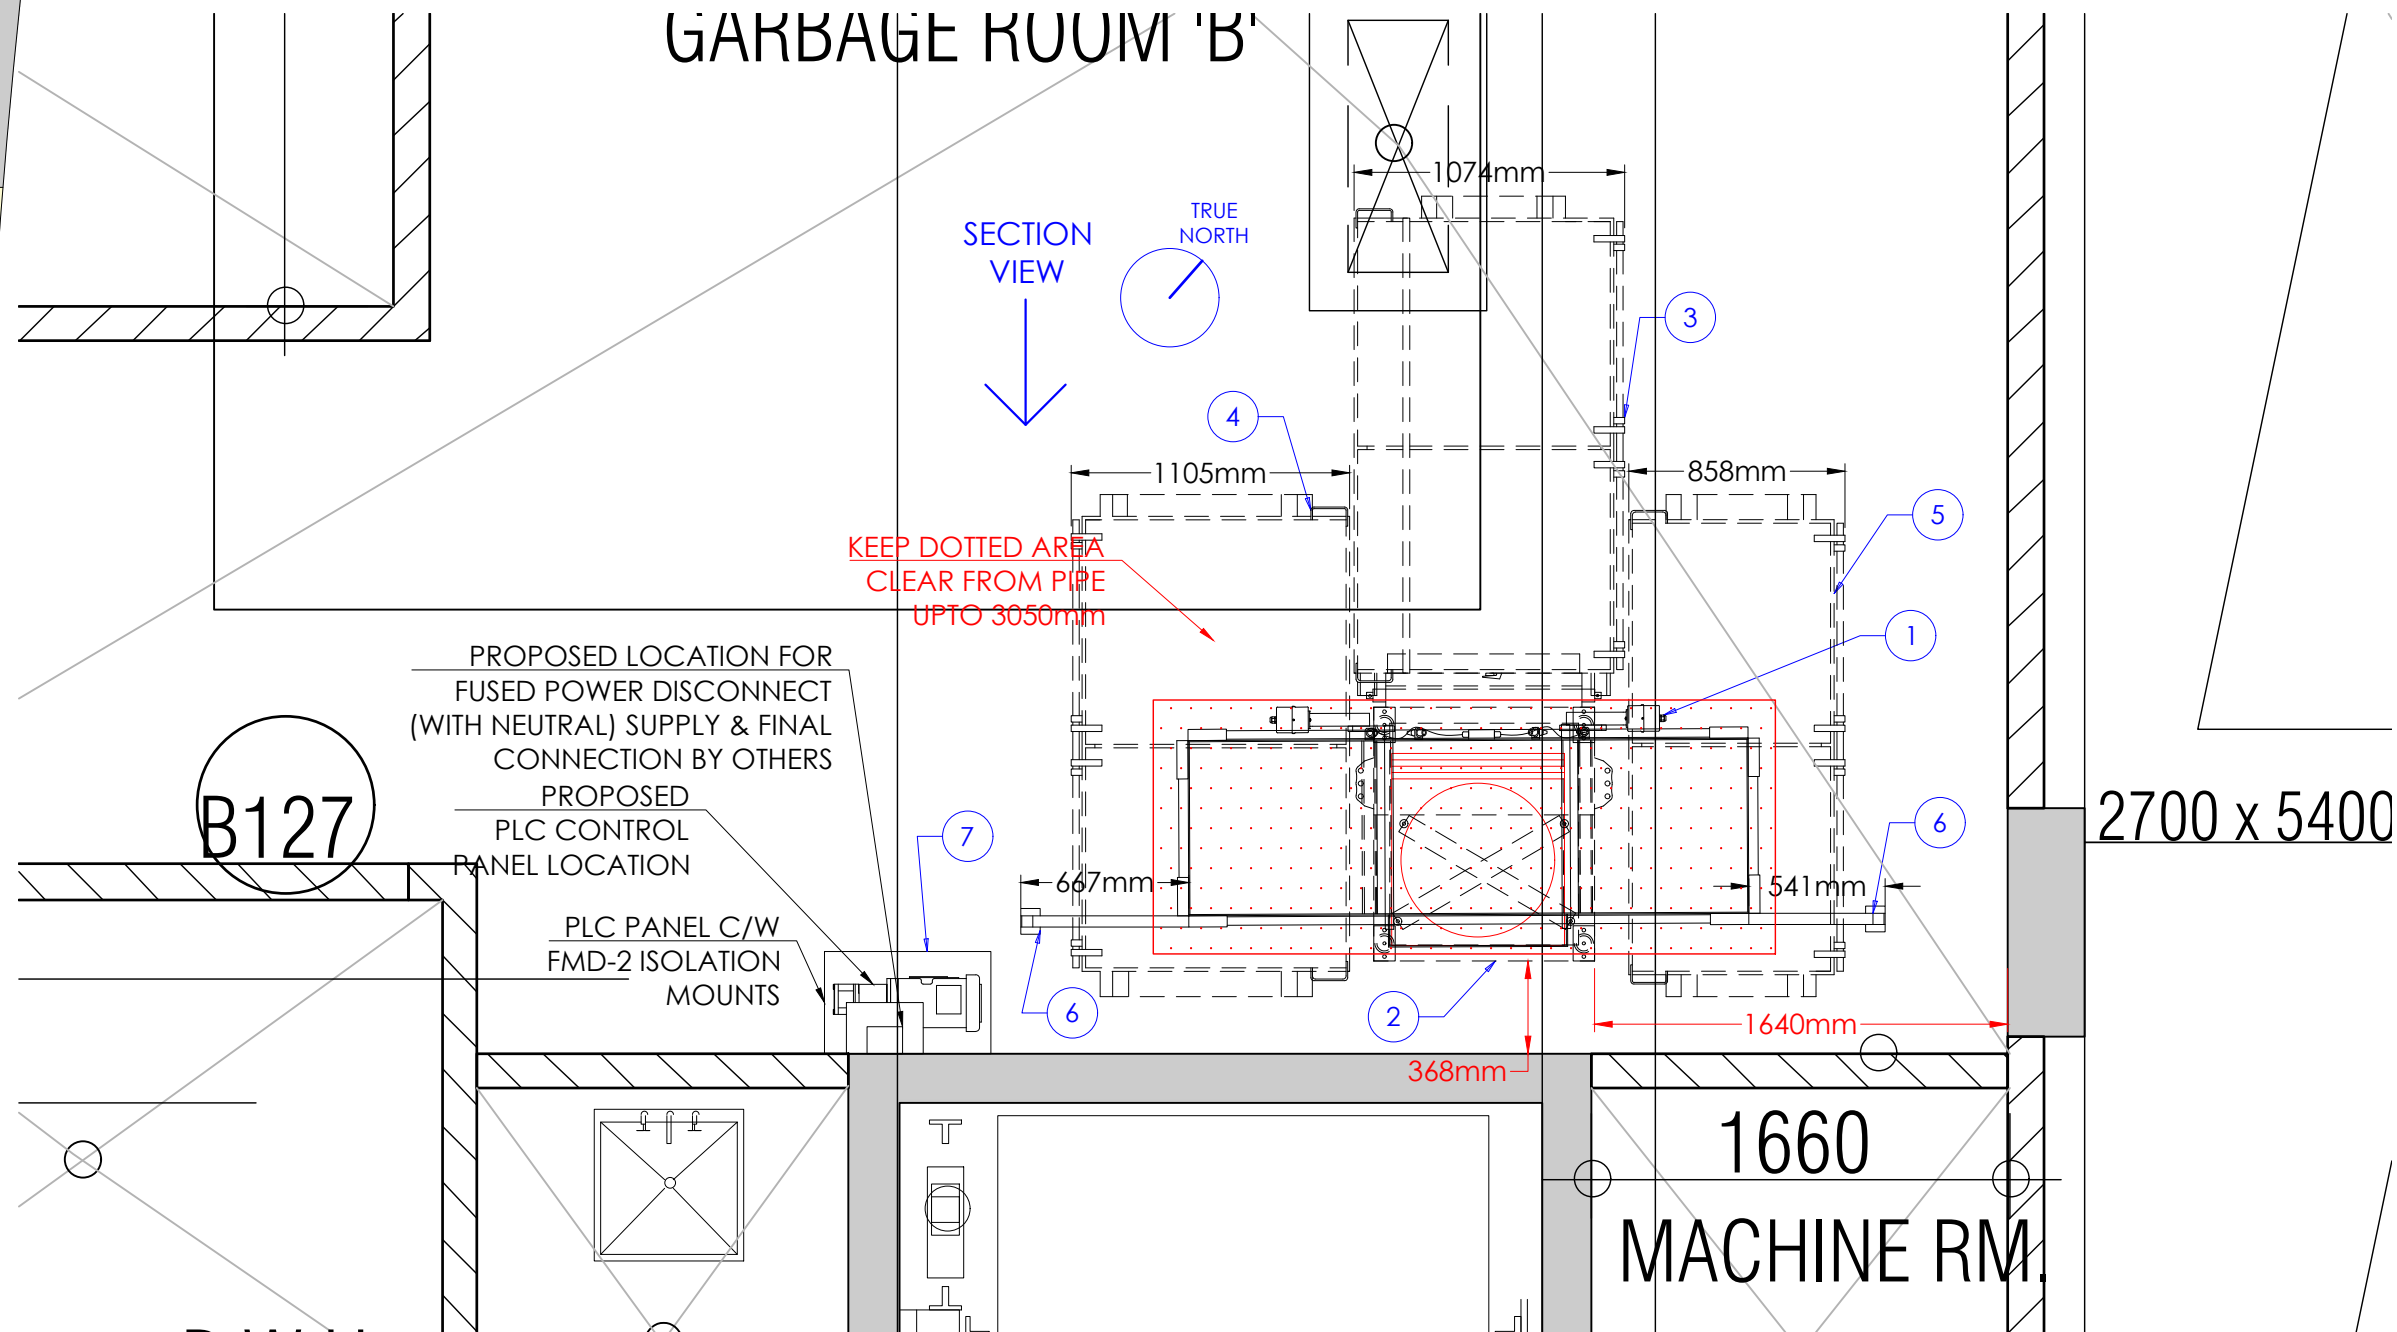 GARBAGE ROOM 'B'
1074mm
TRUE
NORTH
SECTION
VIEW
3
4
1105mm
858mm
5
KEEP DOTTED AREA
CLEAR FROM PIPE
UPTO 3050mm
1
PROPOSED LOCATION FOR
FUSED POWER DISCONNECT
(WITH NEUTRAL) SUPPLY & FINAL
CONNECTION BY OTHERS
PROPOSED
PLC CONTROL
PANEL LOCATION
B127
7
6
2700 x 5400
667mm
541mm
PLC PANEL C/W
FMD-2 ISOLATION
MOUNTS
6
2
1640mm
368mm
1660
MACHINE RM.